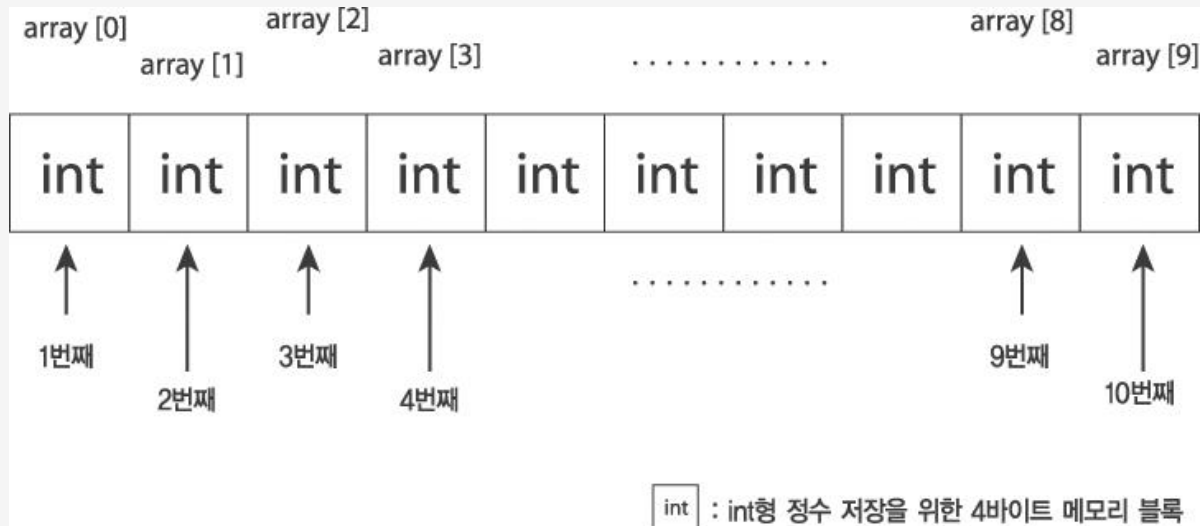 array [0]
array [1]
array [2]
array [3]
............
array [8]
array [9]
int int int int int int int int int int
............
1번째
2번째
3번째
4번째
9번째
10번째
int : int형 정수 저장을 위한 4바이트 메모리 블록